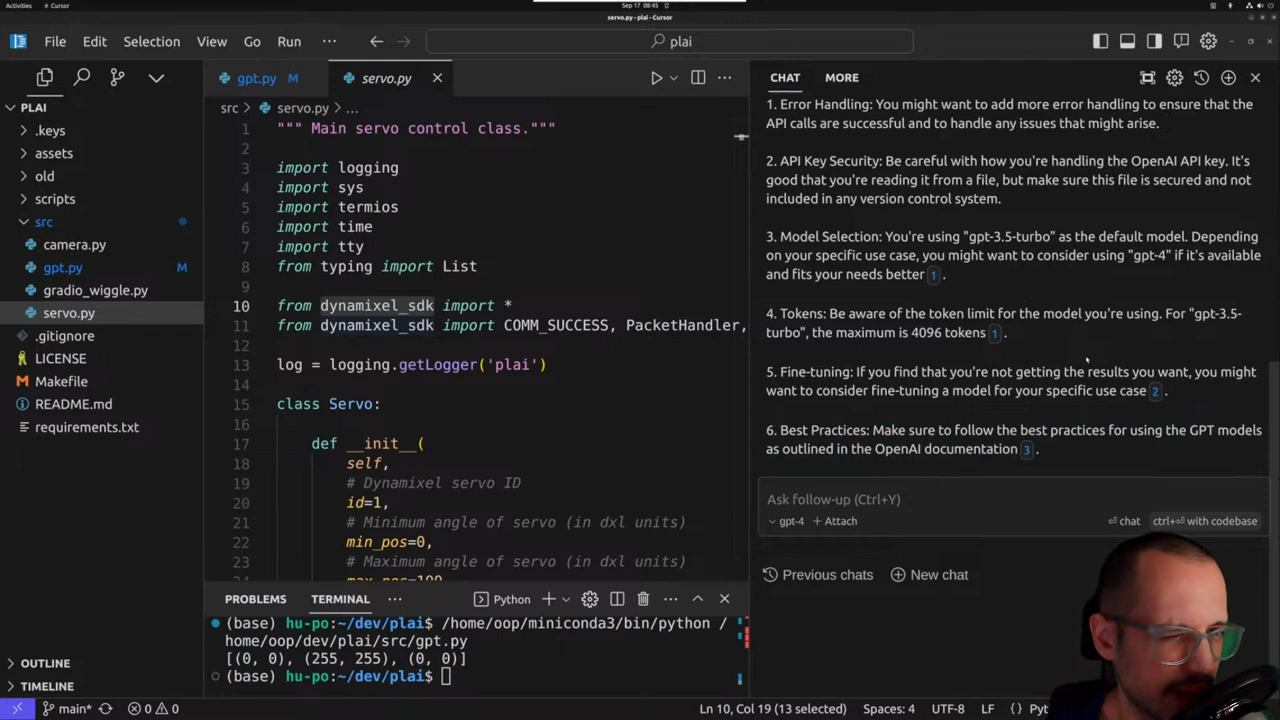 Activities
Cursor
Sep 17 08:45
servo.py - plai - Cursor
File Edit Selection View Go Run ···
plai
gpt.py M
servo.py
CHAT MORE
PLAI
.keys
assets
old
scripts
src
camera.py
gpt.py M
gradio_wiggle.py
servo.py
.gitignore
LICENSE
Makefile
README.md
requirements.txt
OUTLINE
TIMELINE
src > servo.py > ...
1 """ Main servo control class."""
2
3 import logging
4 import sys
5 import termios
6 import time
7 import tty
8 from typing import List
9
10 from dynamixel_sdk import *
11 from dynamixel_sdk import COMM_SUCCESS, PacketHandler,
12
13 log = logging.getLogger('plai')
14
15 class Servo:
16
17 def __init__(
18 self,
19 # Dynamixel servo ID
20 id=1,
21 # Minimum angle of servo (in dxl units)
22 min_pos=0,
23 # Maximum angle of servo (in dxl units)
24 max_pos=100
PROBLEMS TERMINAL ··· Python
(base) hu-po:~/dev/plai$ /home/oop/miniconda3/bin/python /
home/oop/dev/plai/src/gpt.py
[(0, 0), (255, 255), (0, 0)]
(base) hu-po:~/dev/plai$
1. Error Handling: You might want to add more error handling to ensure that the
API calls are successful and to handle any issues that might arise.
2. API Key Security: Be careful with how you're handling the OpenAI API key. It's
good that you're reading it from a file, but make sure this file is secured and not
included in any version control system.
3. Model Selection: You're using "gpt-3.5-turbo" as the default model. Depending
on your specific use case, you might want to consider using "gpt-4" if it's available
and fits your needs better 1 .
4. Tokens: Be aware of the token limit for the model you're using. For "gpt-3.5-
turbo", the maximum is 4096 tokens 1 .
5. Fine-tuning: If you find that you're not getting the results you want, you might
want to consider fine-tuning a model for your specific use case 2 .
6. Best Practices: Make sure to follow the best practices for using the GPT models
as outlined in the OpenAI documentation 3 .
Ask follow-up (Ctrl+Y)
gpt-4 + Attach
chat ctrl+⏎ with codebase
Previous chats New chat
main* 0 0
Ln 10, Col 19 (13 selected) Spaces: 4 UTF-8 LF